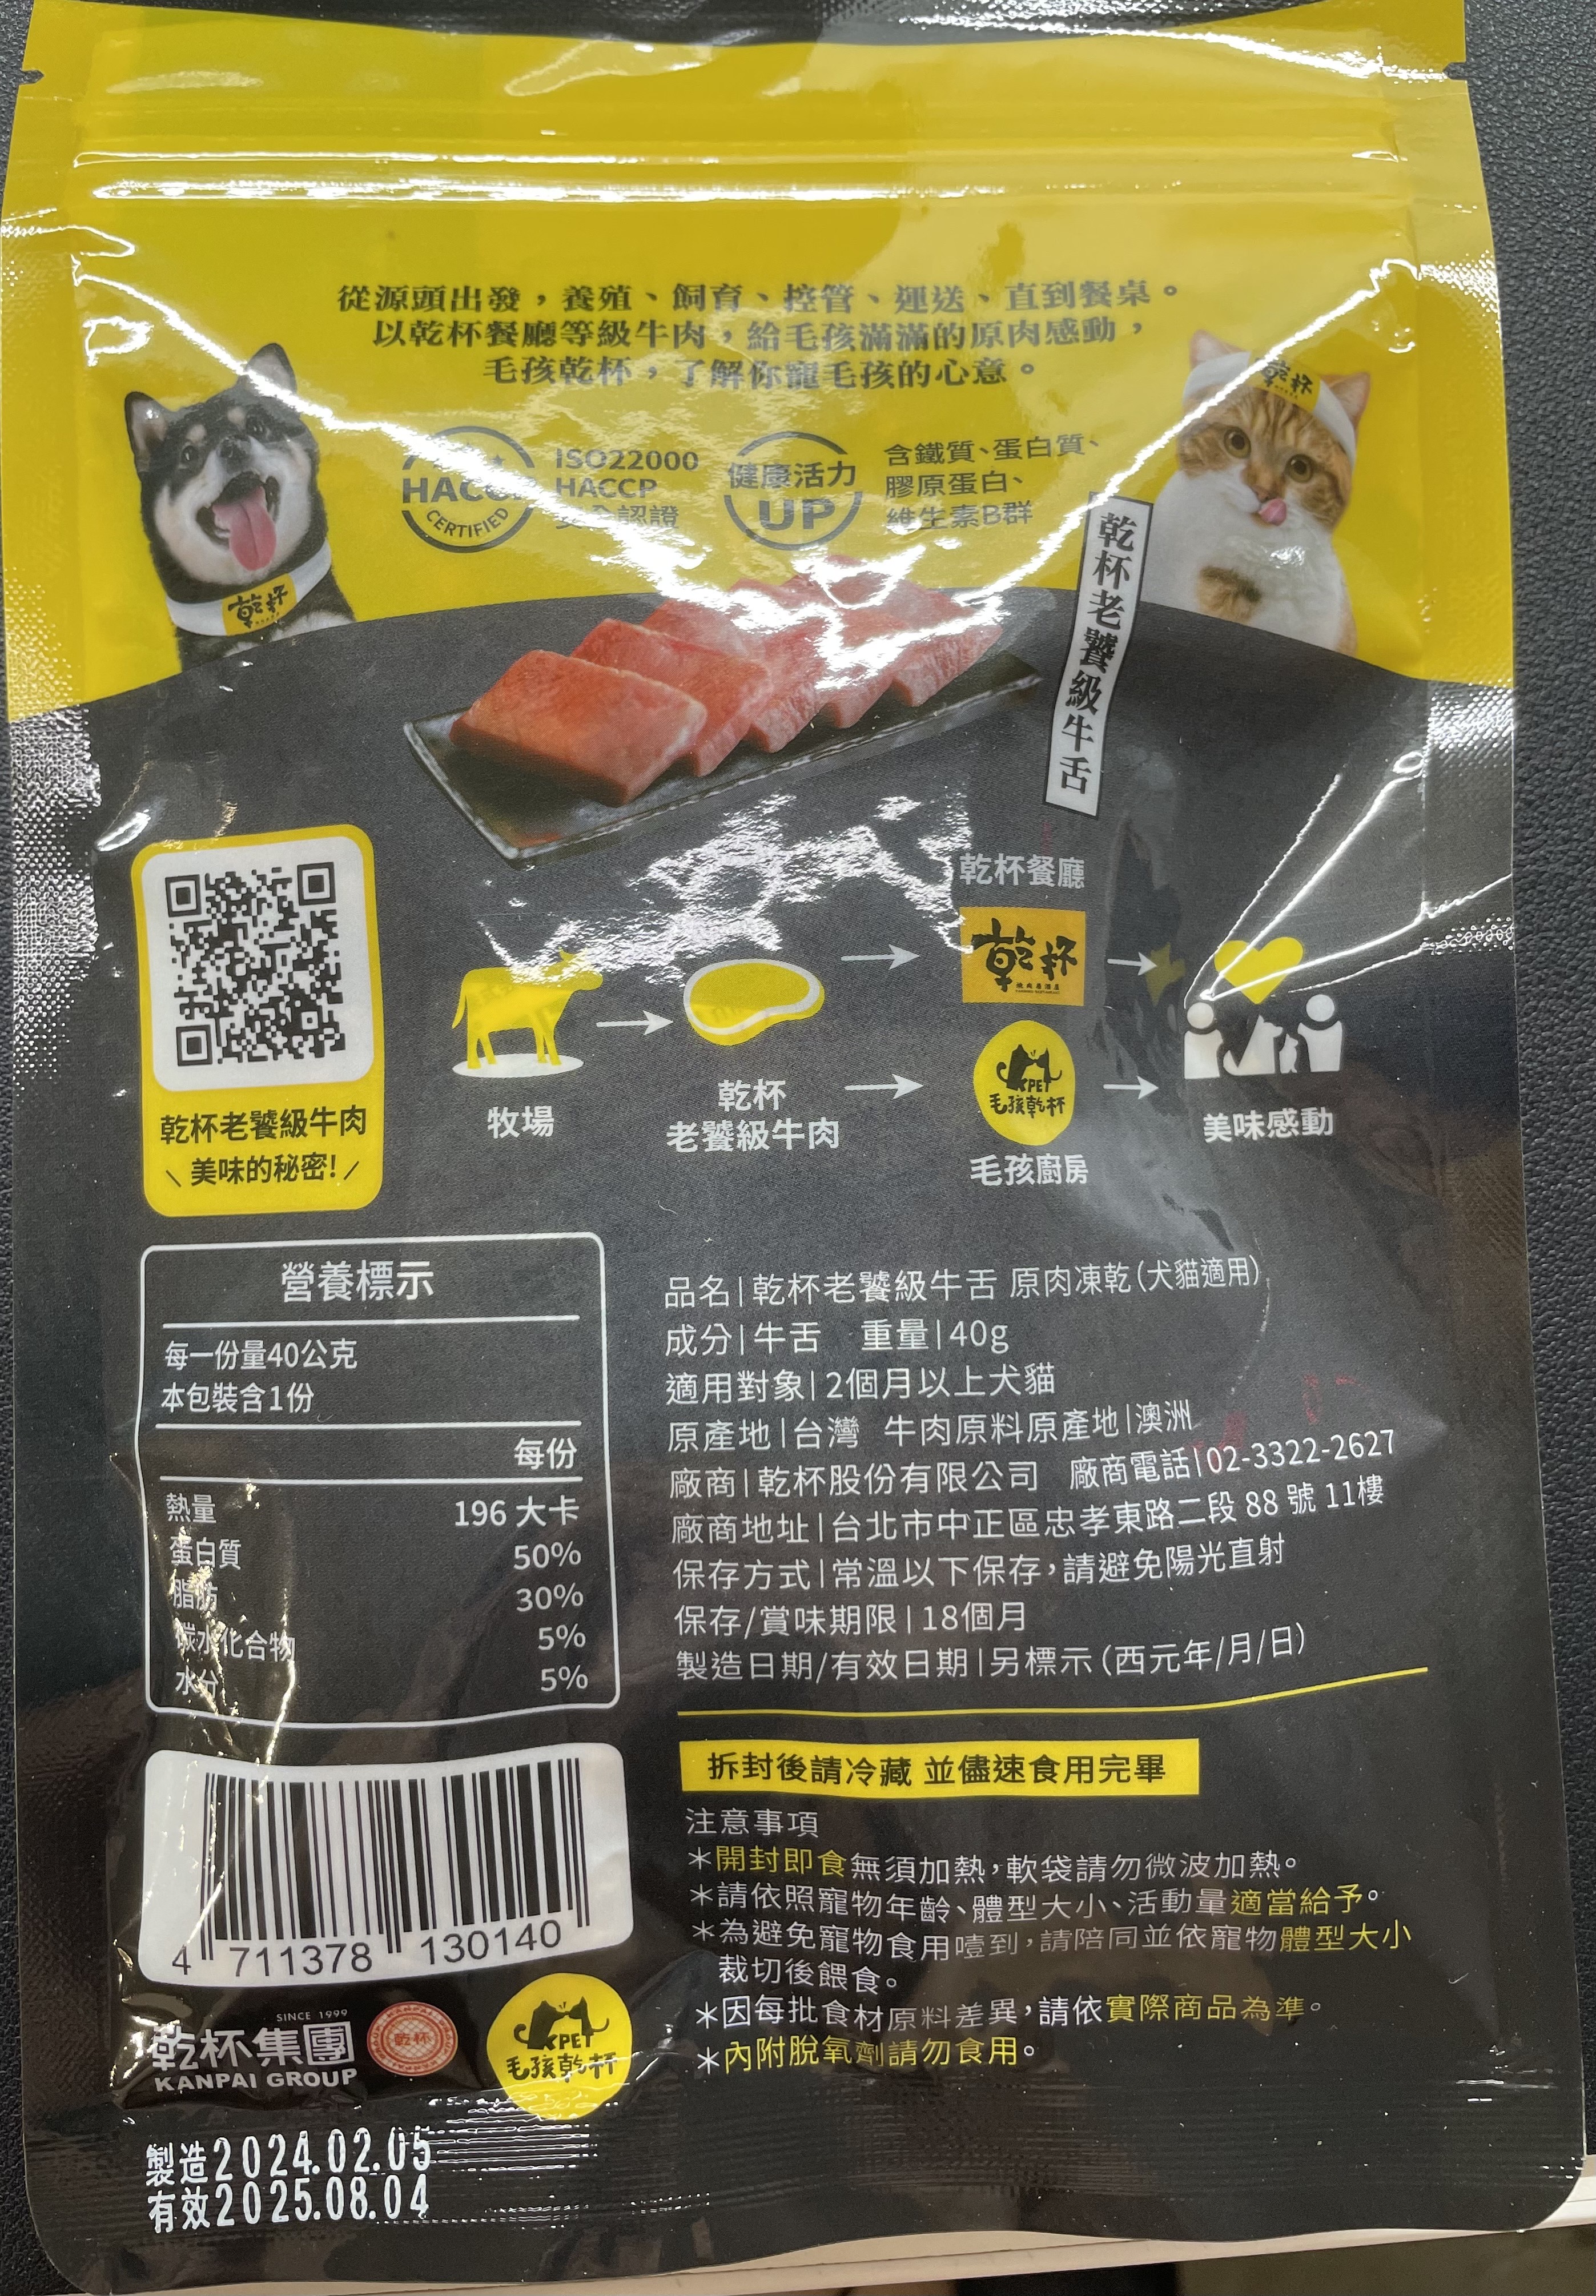 從源頭出發，養殖、飼育、控管、運送、直到餐桌。
以乾杯餐廳等級牛肉，給毛孩滿滿的原肉感動，
毛孩乾杯，了解你寵毛孩的心意。
HACCP
CERTIFIED
ISO22000
HACCP
安全認證
健康活力
UP
含鐵質、蛋白質、
膠原蛋白、
維生素B群
乾杯
乾杯
乾杯老饕級牛舌
乾杯老饕級牛肉
美味的秘密!
牧場
乾杯
老饕級牛肉
乾杯餐廳
乾杯
KPET
毛孩乾杯
毛孩廚房
美味感動
營養標示
每一份量40公克
本包裝含1份
每份
熱量 196 大卡
蛋白質 50%
脂肪 30%
碳水化合物 5%
水分 5%
品名|乾杯老饕級牛舌 原肉凍乾(犬貓適用)
成分|牛舌 重量|40g
適用對象|2個月以上犬貓
原產地|台灣 牛肉原料原產地|澳洲
廠商|乾杯股份有限公司 廠商電話|02-3322-2627
廠商地址|台北市中正區忠孝東路二段 88 號 11樓
保存方式|常溫以下保存，請避免陽光直射
保存/賞味期限|18個月
製造日期/有效日期|另標示(西元年/月/日)
拆封後請冷藏 並儘速食用完畢
注意事項
＊開封即食無須加熱，軟袋請勿微波加熱。
＊請依照寵物年齡、體型大小、活動量適當給予。
＊為避免寵物食用噎到，請陪同並依寵物體型大小
裁切後餵食。
＊因每批食材原料差異，請依實際商品為準。
＊內附脫氧劑請勿食用。
4 711378 130140
SINCE 1999
乾杯集團
KANPAI GROUP
乾杯
KPET
毛孩乾杯
製造2024.02.05
有效2025.08.04